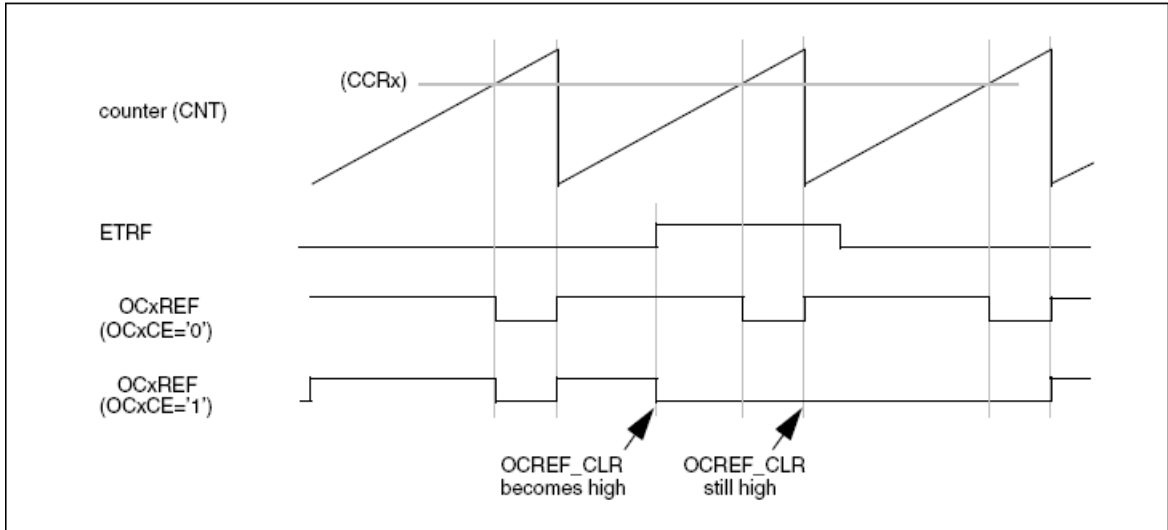 (CCRx)
counter (CNT)
ETRF
OCxREF
(OCxCE='0')
OCxREF
(OCxCE='1')
OCREF_CLR
becomes high
OCREF_CLR
still high